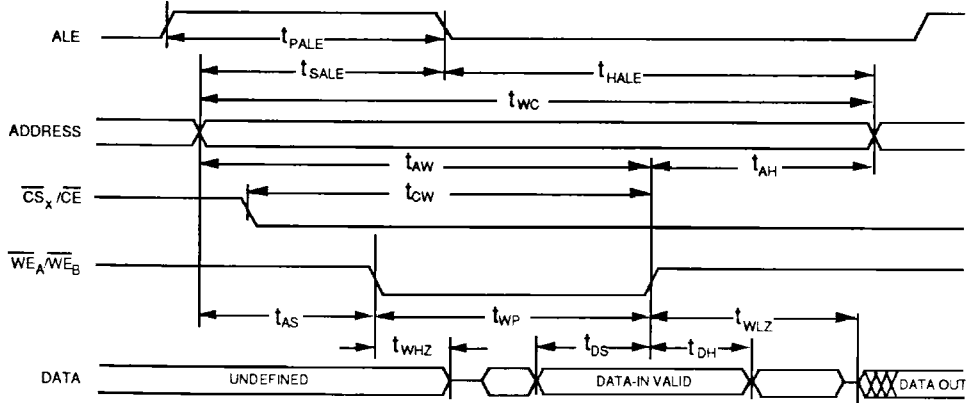 ALE
tPALE
tSALE
tHALE
tWC
ADDRESS
tAW
tAH
CSX/CE
tCW
WEA/WEB
tAS
tWP
tWLZ
tWHZ
tDS
tDH
DATA
UNDEFINED
DATA-IN VALID
DATA OUT